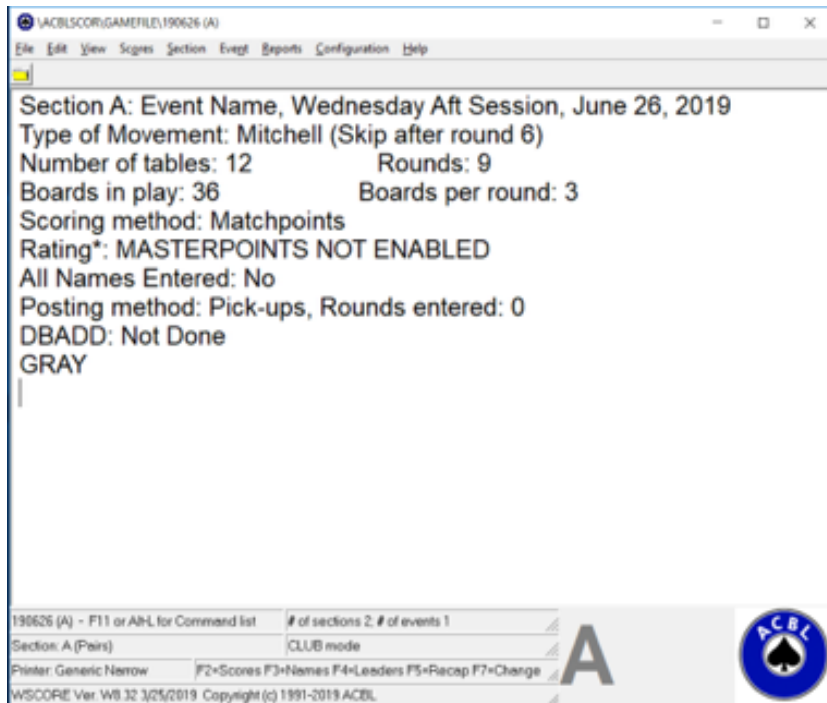 \ACBLSCOR\GAMEFILE\190626 (A)
File Edit View Scores Section Event Reports Configuration Help
Section A: Event Name, Wednesday Aft Session, June 26, 2019
Type of Movement: Mitchell (Skip after round 6)
Number of tables: 12 Rounds: 9
Boards in play: 36 Boards per round: 3
Scoring method: Matchpoints
Rating*: MASTERPOINTS NOT ENABLED
All Names Entered: No
Posting method: Pick-ups, Rounds entered: 0
DBADD: Not Done
GRAY
190626 (A) - F11 or Alt-L for Command list # of sections 2; # of events 1
Section: A (Pairs) CLUB mode
Printer: Generic Narrow F2=Scores F3=Names F4=Leaders F5=Recap F7=Change
WSCORE Ver. W8.32 3/25/2019 Copyright (c) 1991-2019 ACBL
A
ACBL